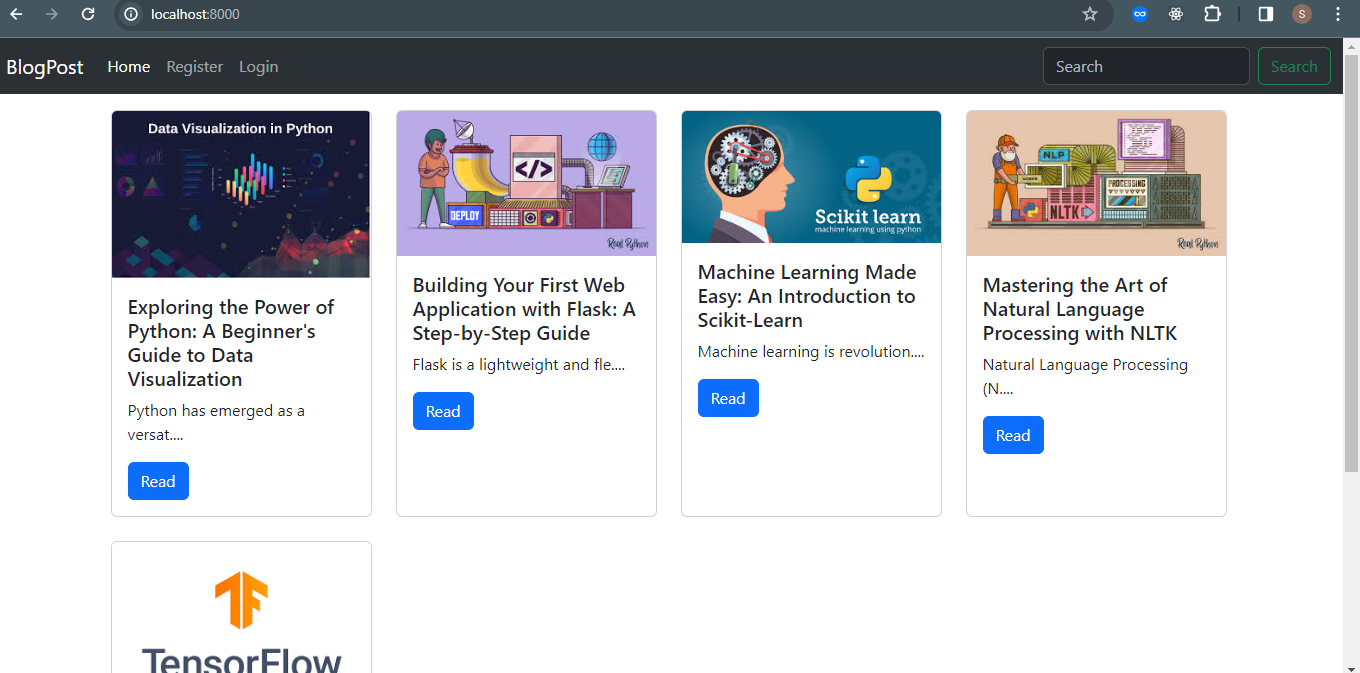 localhost:8000
S
BlogPost Home Register Login Search Search
Data Visualization in Python
Exploring the Power of
Python: A Beginner's
Guide to Data
Visualization
Python has emerged as a
versat....
Read
</>
DEPLOY
Real Python
Building Your First Web
Application with Flask: A
Step-by-Step Guide
Flask is a lightweight and fle....
Read
Scikit learn
machine learning using python
Machine Learning Made
Easy: An Introduction to
Scikit-Learn
Machine learning is revolution....
Read
NLP
PROCESSING
NLTK
Real Python
Mastering the Art of
Natural Language
Processing with NLTK
Natural Language Processing
(N....
Read
TensorFlow